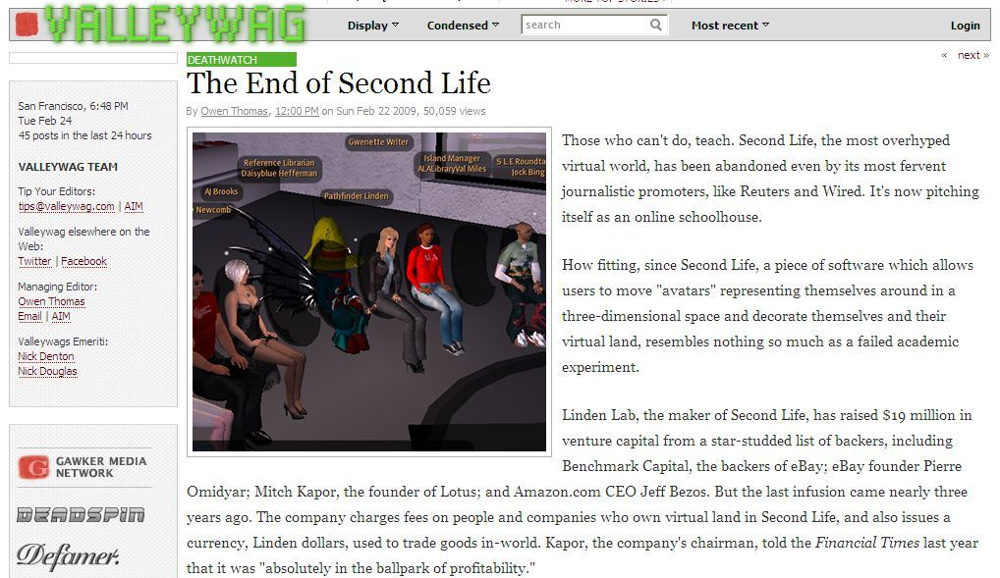 MORE TOP STORIES
VALLEYWAG
Display
Condensed
search
Most recent
Login
« next »
San Francisco, 6:48 PM
Tue Feb 24
45 posts in the last 24 hours
VALLEYWAG TEAM
Tip Your Editors:
tips@valleywag.com | AIM
Valleywag elsewhere on the
Web:
Twitter | Facebook
Managing Editor:
Owen Thomas
Email | AIM
Valleywags Emeriti:
Nick Denton
Nick Douglas
G GAWKER MEDIA
NETWORK
DEADSPIN
Defamer.
DEATHWATCH
The End of Second Life
By Owen Thomas, 12:00 PM on Sun Feb 22 2009, 50,059 views
Gwenette Writer
Reference Librarian
Daisyblue Hefferman
Island Manager
ALALibraryVal Miles
S L E Roundta
Jock Bing
AJ Brooks
Pathfinder Linden
Newcomb
ALA
Those who can't do, teach. Second Life, the most overhyped
virtual world, has been abandoned even by its most fervent
journalistic promoters, like Reuters and Wired. It's now pitching
itself as an online schoolhouse.
How fitting, since Second Life, a piece of software which allows
users to move "avatars" representing themselves around in a
three-dimensional space and decorate themselves and their
virtual land, resembles nothing so much as a failed academic
experiment.
Linden Lab, the maker of Second Life, has raised $19 million in
venture capital from a star-studded list of backers, including
Benchmark Capital, the backers of eBay; eBay founder Pierre
Omidyar; Mitch Kapor, the founder of Lotus; and Amazon.com CEO Jeff Bezos. But the last infusion came nearly three
years ago. The company charges fees on people and companies who own virtual land in Second Life, and also issues a
currency, Linden dollars, used to trade goods in-world. Kapor, the company's chairman, told the Financial Times last year
that it was "absolutely in the ballpark of profitability."